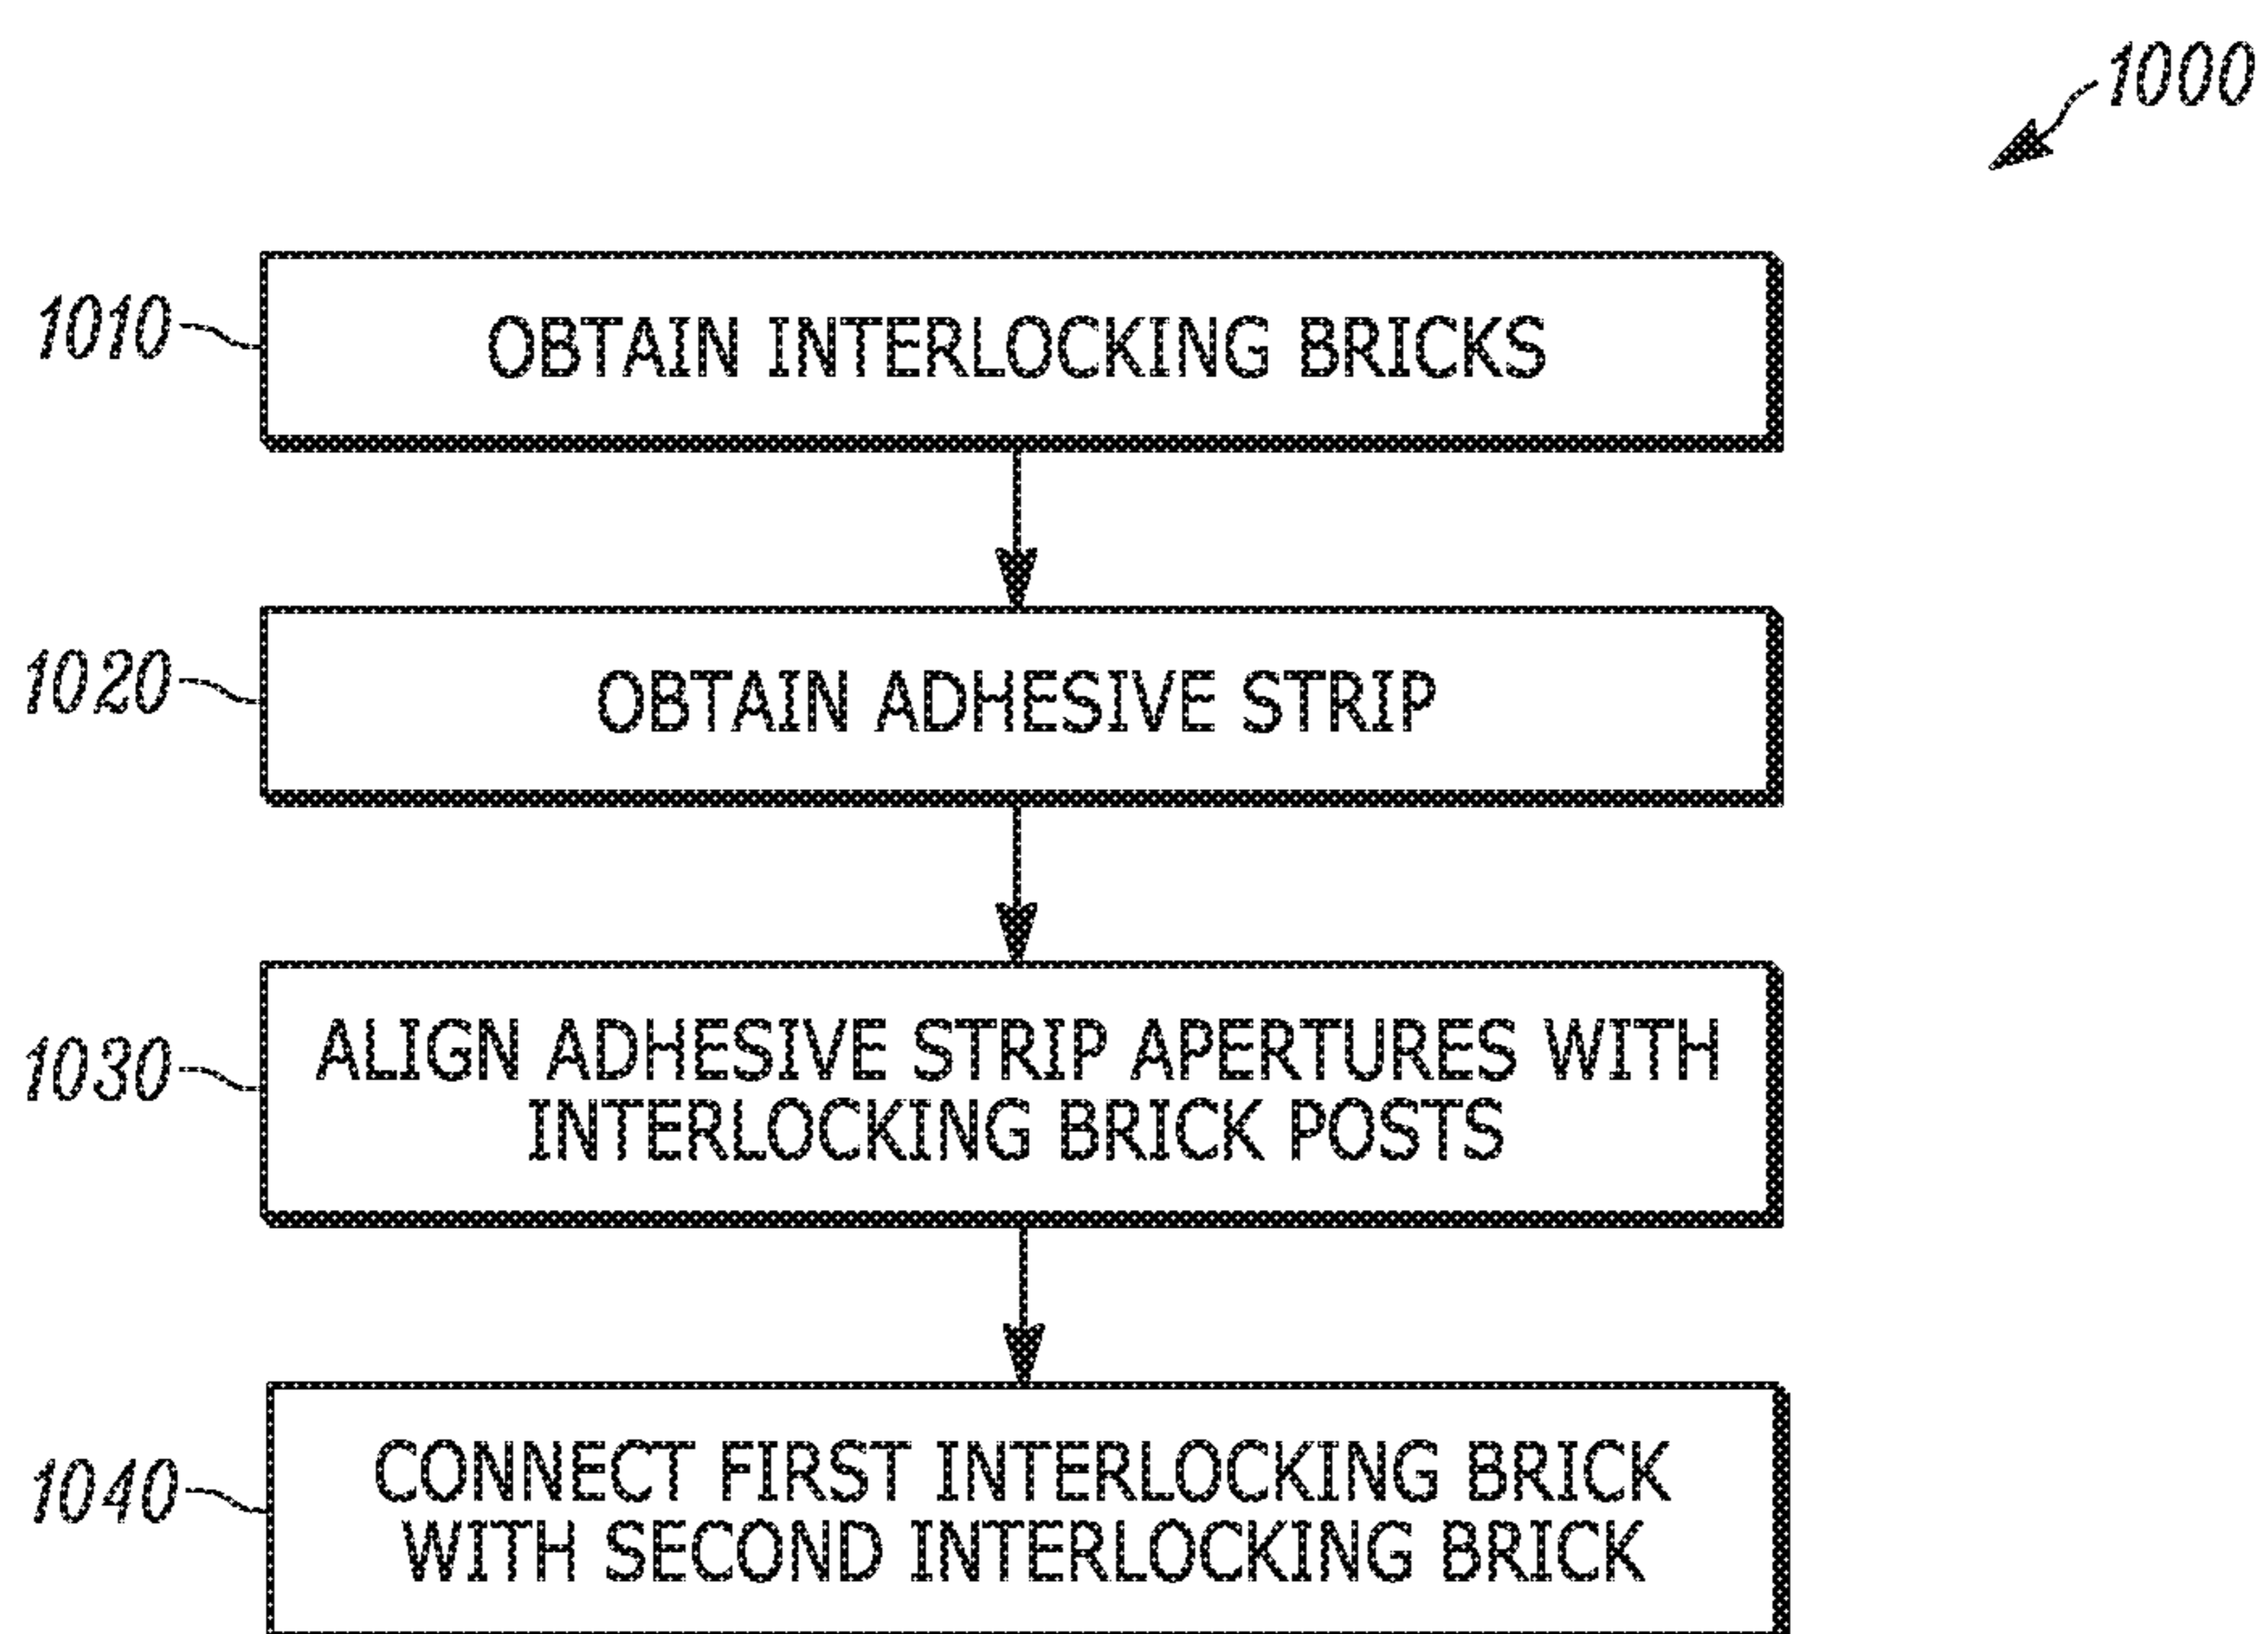 1000
1010
OBTAIN INTERLOCKING BRICKS
1020
OBTAIN ADHESIVE STRIP
1030
ALIGN ADHESIVE STRIP APERTURES WITH
INTERLOCKING BRICK POSTS
1040
CONNECT FIRST INTERLOCKING BRICK
WITH SECOND INTERLOCKING BRICK